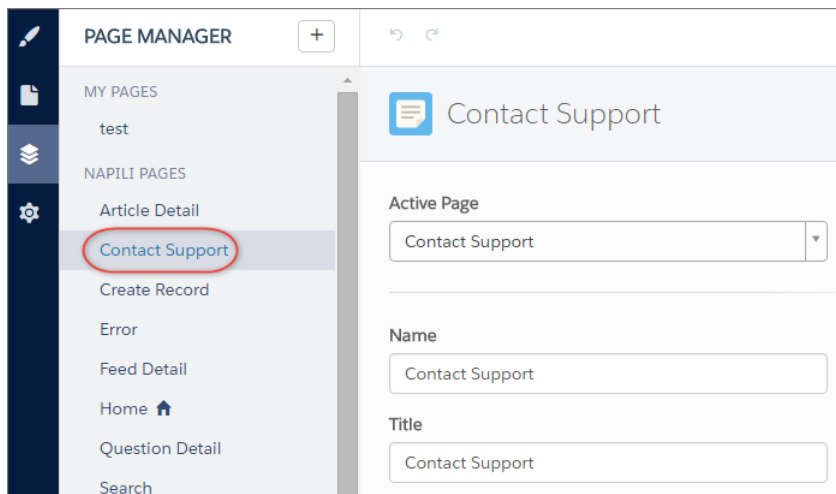 PAGE MANAGER
+
MY PAGES
test
NAPILI PAGES
Article Detail
Contact Support
Create Record
Error
Feed Detail
Home
Question Detail
Search
Contact Support
Active Page
Contact Support
Name
Contact Support
Title
Contact Support